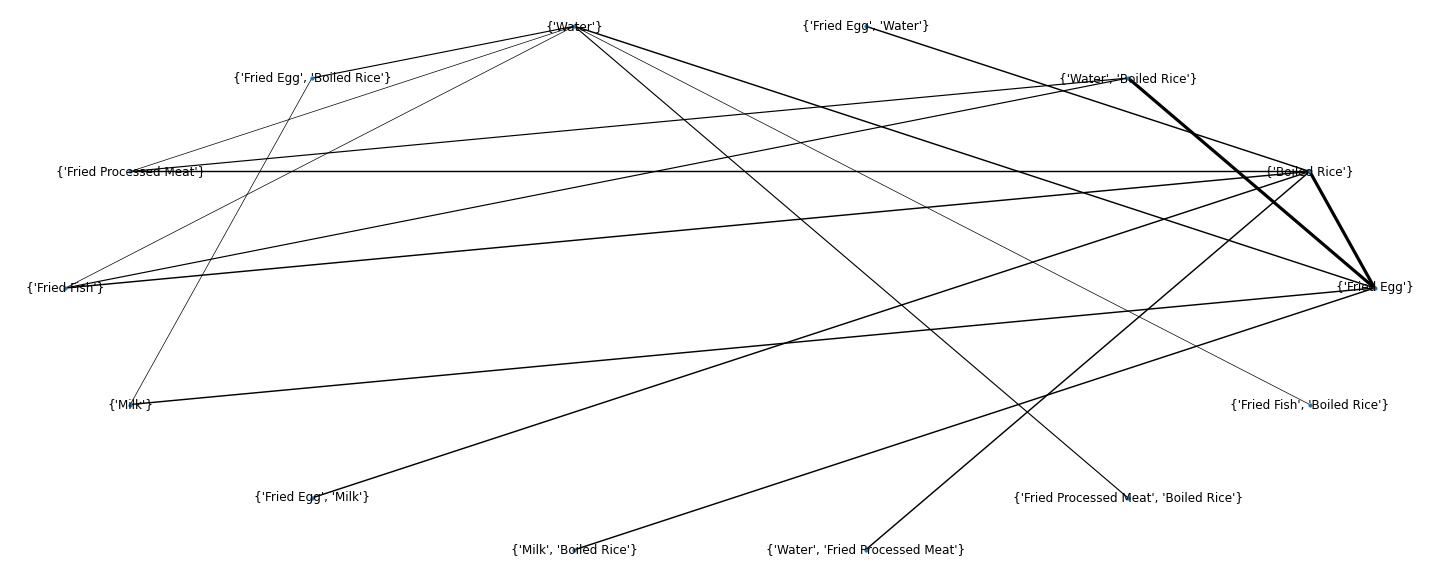 {'Water'}
{'Fried Egg', 'Water'}
{'Fried Egg', 'Boiled Rice'}
{'Water', 'Boiled Rice'}
{'Fried Processed Meat'}
{'Boiled Rice'}
{'Fried Fish'}
{'Fried Egg'}
{'Milk'}
{'Fried Fish', 'Boiled Rice'}
{'Fried Egg', 'Milk'}
{'Fried Processed Meat', 'Boiled Rice'}
{'Milk', 'Boiled Rice'}
{'Water', 'Fried Processed Meat'}